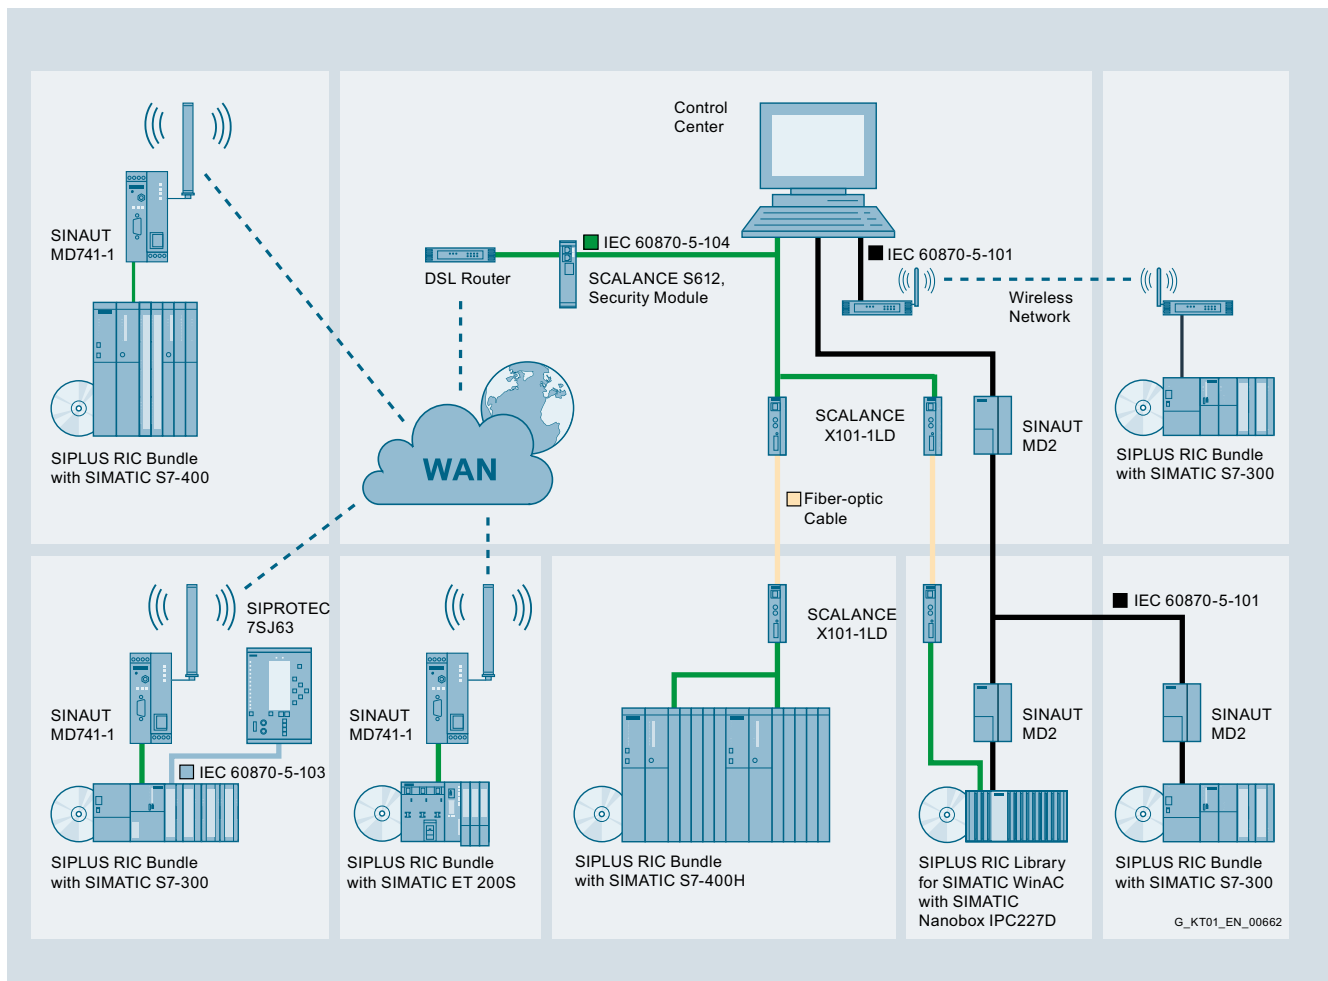 Control
Center
SINAUT
MD741-1
IEC 60870-5-104
IEC 60870-5-101
DSL Router
SCALANCE S612,
Security Module
Wireless
Network
SCALANCE
X101-1LD
SINAUT
MD2
SIPLUS RIC Bundle
with SIMATIC S7-400
WAN
SIPLUS RIC Bundle
with SIMATIC S7-300
Fiber-optic
Cable
SIPROTEC
7SJ63
SCALANCE
X101-1LD
IEC 60870-5-101
SINAUT
MD741-1
SINAUT
MD741-1
SINAUT
MD2
SINAUT
MD2
IEC 60870-5-103
SIPLUS RIC Bundle
with SIMATIC S7-300
SIPLUS RIC Bundle
with SIMATIC ET 200S
SIPLUS RIC Bundle
with SIMATIC S7-400H
SIPLUS RIC Library
for SIMATIC WinAC
with SIMATIC
Nanobox IPC227D
SIPLUS RIC Bundle
with SIMATIC S7-300
G_KT01_EN_00662